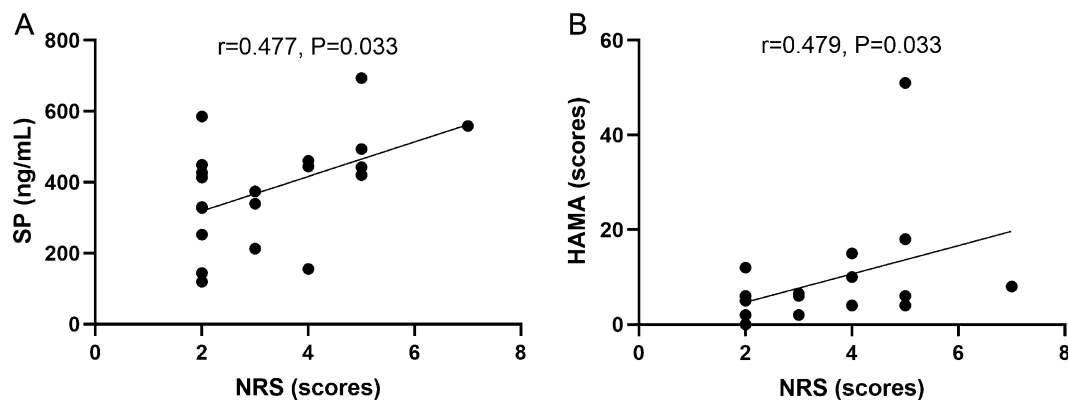 A
r=0.477, P=0.033
800
600
400
200
0
SP (ng/mL)
0 2 4 6 8
NRS (scores)
B
r=0.479, P=0.033
60
40
20
0
HAMA (scores)
0 2 4 6 8
NRS (scores)